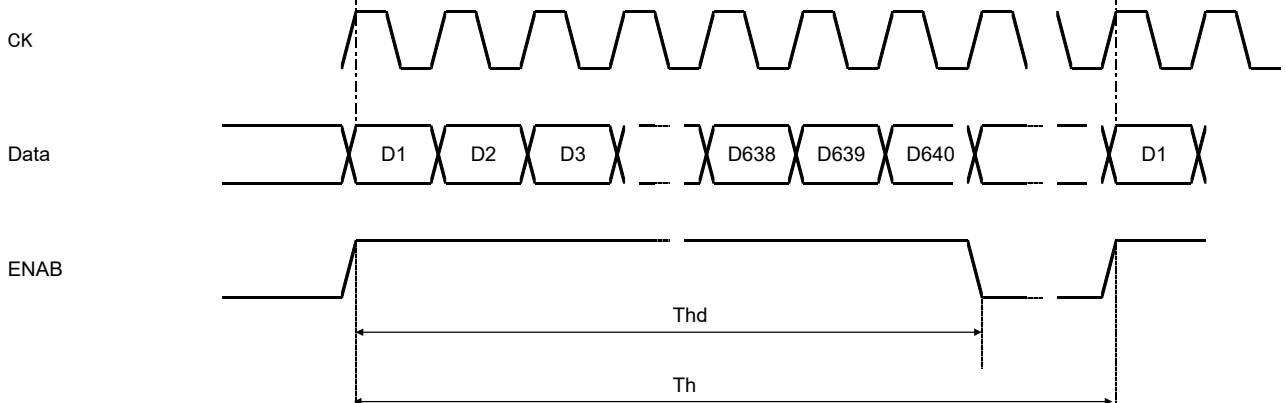 CK
Data
D1 D2 D3 D638 D639 D640 D1
ENAB
Thd
Th